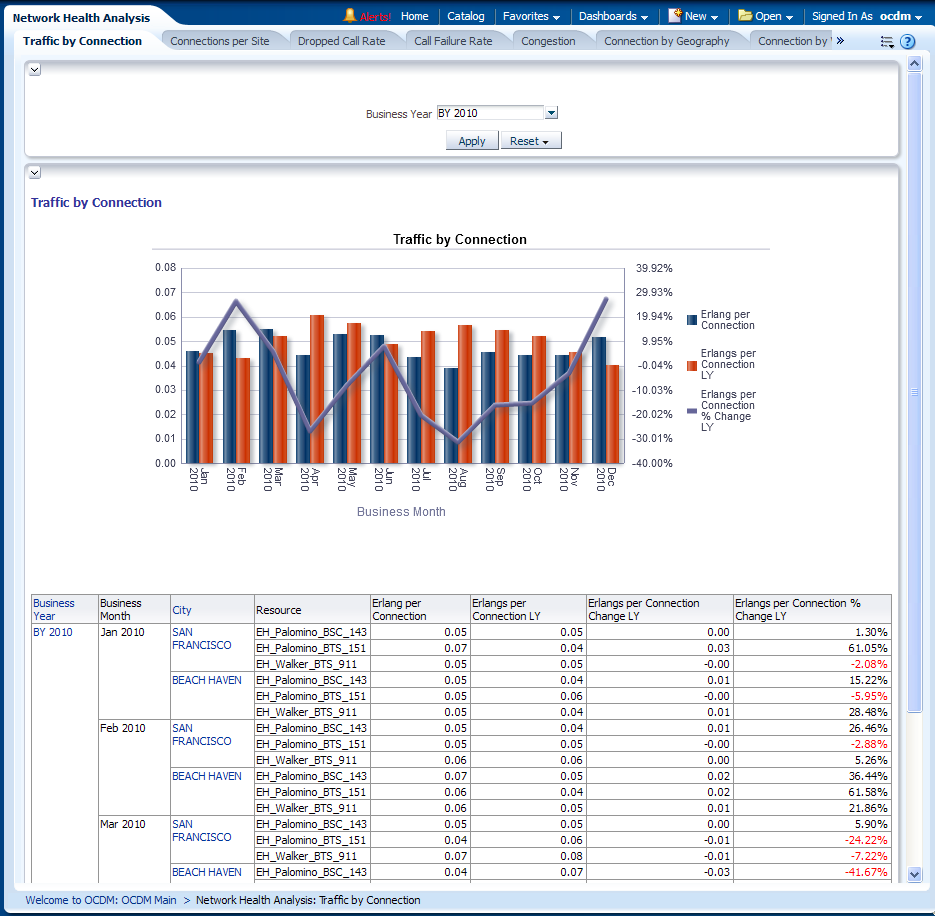 Network Health Analysis Alerts! Home Catalog Favorites Dashboards New Open Signed In As ocdm
Traffic by Connection Connections per Site Dropped Call Rate Call Failure Rate Congestion Connection by Geography Connection by »
Business Year BY 2010
Apply Reset
Traffic by Connection
Traffic by Connection
0.08 39.92%
0.07 29.93%
0.06 19.94%
0.05 9.95%
0.04 -0.04%
0.03 -10.03%
0.02 -20.02%
0.01 -30.01%
0.00 -40.00%
Erlang per
Connection
Erlangs per
Connection
LY
Erlangs per
Connection
% Change
LY
Jan 2010
Feb 2010
Mar 2010
Apr 2010
May 2010
Jun 2010
Jul 2010
Aug 2010
Sep 2010
Oct 2010
Nov 2010
Dec 2010
Business Month
Business Year Business Month City Resource Erlang per Connection Erlangs per Connection LY Erlangs per Connection Change LY Erlangs per Connection % Change LY
BY 2010 Jan 2010 SAN FRANCISCO EH_Palomino_BSC_143 0.05 0.05 0.00 1.30%
EH_Palomino_BTS_151 0.07 0.04 0.03 61.05%
EH_Walker_BTS_911 0.05 0.05 -0.00 -2.08%
BEACH HAVEN EH_Palomino_BSC_143 0.05 0.04 0.01 15.22%
EH_Palomino_BTS_151 0.05 0.06 -0.00 -5.95%
EH_Walker_BTS_911 0.05 0.04 0.01 28.48%
Feb 2010 SAN FRANCISCO EH_Palomino_BSC_143 0.05 0.04 0.01 26.46%
EH_Palomino_BTS_151 0.05 0.05 -0.00 -2.88%
EH_Walker_BTS_911 0.06 0.06 0.00 5.26%
BEACH HAVEN EH_Palomino_BSC_143 0.07 0.05 0.02 36.44%
EH_Palomino_BTS_151 0.06 0.04 0.02 61.58%
EH_Walker_BTS_911 0.06 0.05 0.01 21.86%
Mar 2010 SAN FRANCISCO EH_Palomino_BSC_143 0.05 0.05 0.00 5.90%
EH_Palomino_BTS_151 0.04 0.06 -0.01 -24.22%
EH_Walker_BTS_911 0.07 0.08 -0.01 -7.22%
BEACH HAVEN EH_Palomino_BSC_143 0.04 0.07 -0.03 -41.67%
Welcome to OCDM: OCDM Main > Network Health Analysis: Traffic by Connection